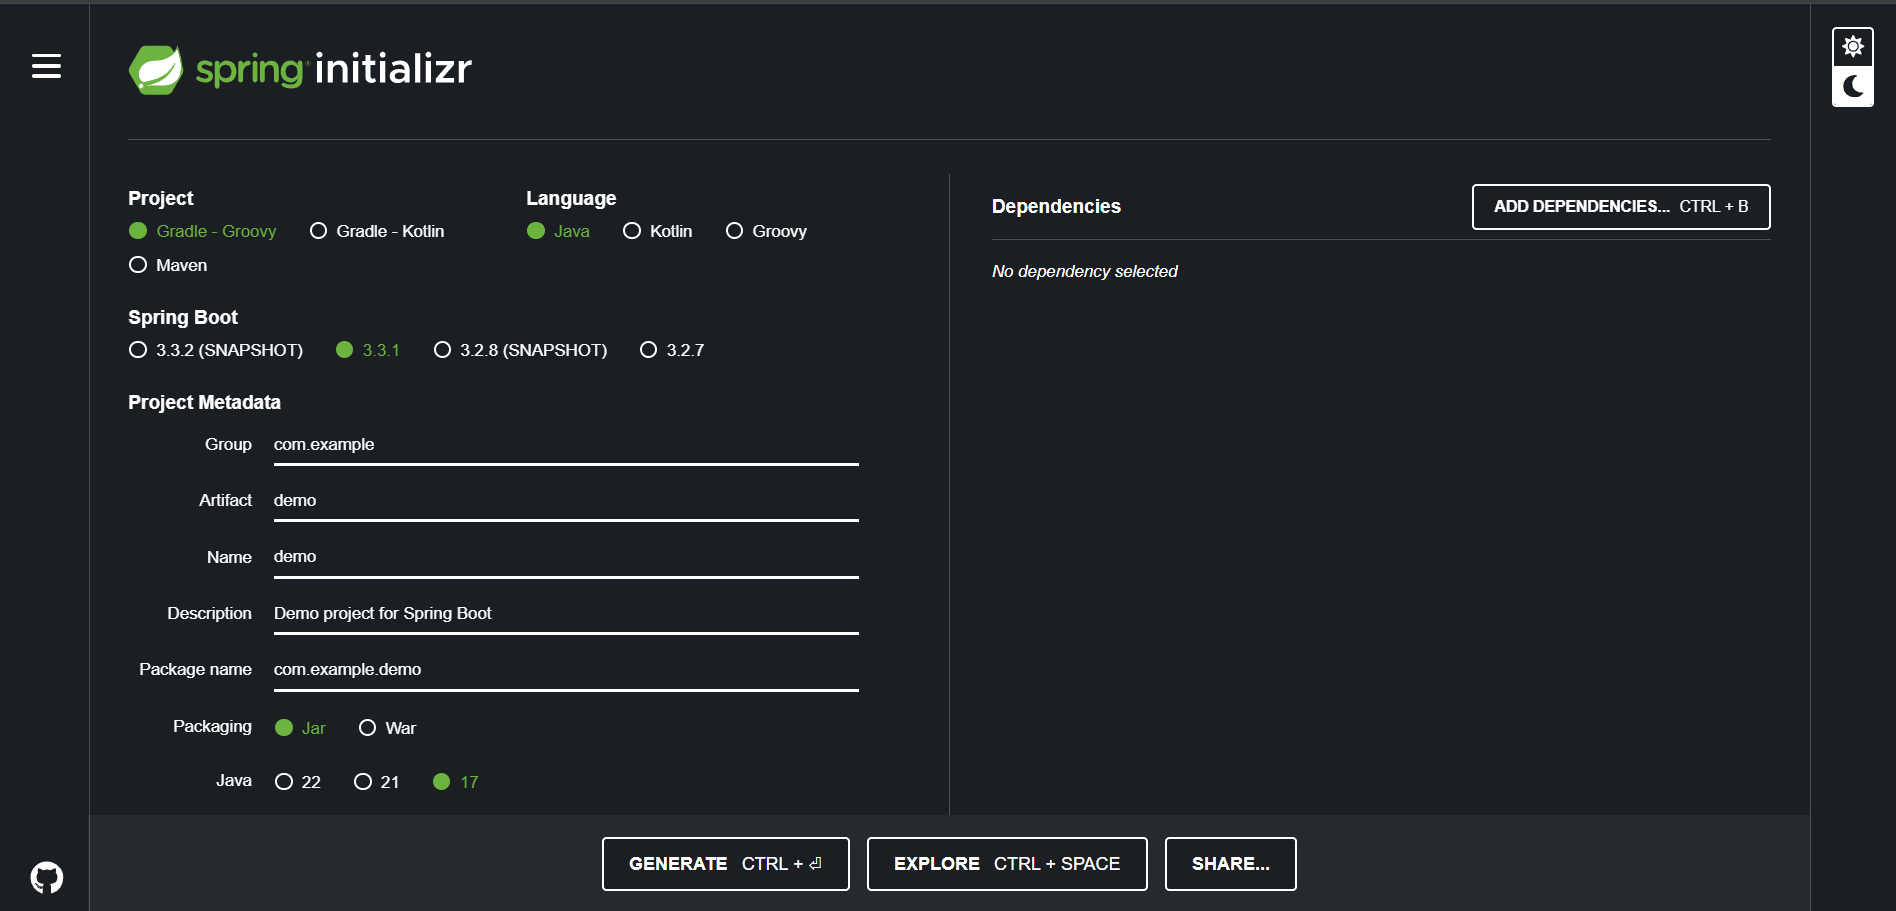 spring initializr
Project
Gradle - Groovy
Gradle - Kotlin
Maven
Language
Java
Kotlin
Groovy
Spring Boot
3.3.2 (SNAPSHOT)
3.3.1
3.2.8 (SNAPSHOT)
3.2.7
Project Metadata
Group
com.example
Artifact
demo
Name
demo
Description
Demo project for Spring Boot
Package name
com.example.demo
Packaging
Jar
War
Java
22
21
17
Dependencies
ADD DEPENDENCIES... CTRL + B
No dependency selected
GENERATE CTRL + ⏎
EXPLORE CTRL + SPACE
SHARE...